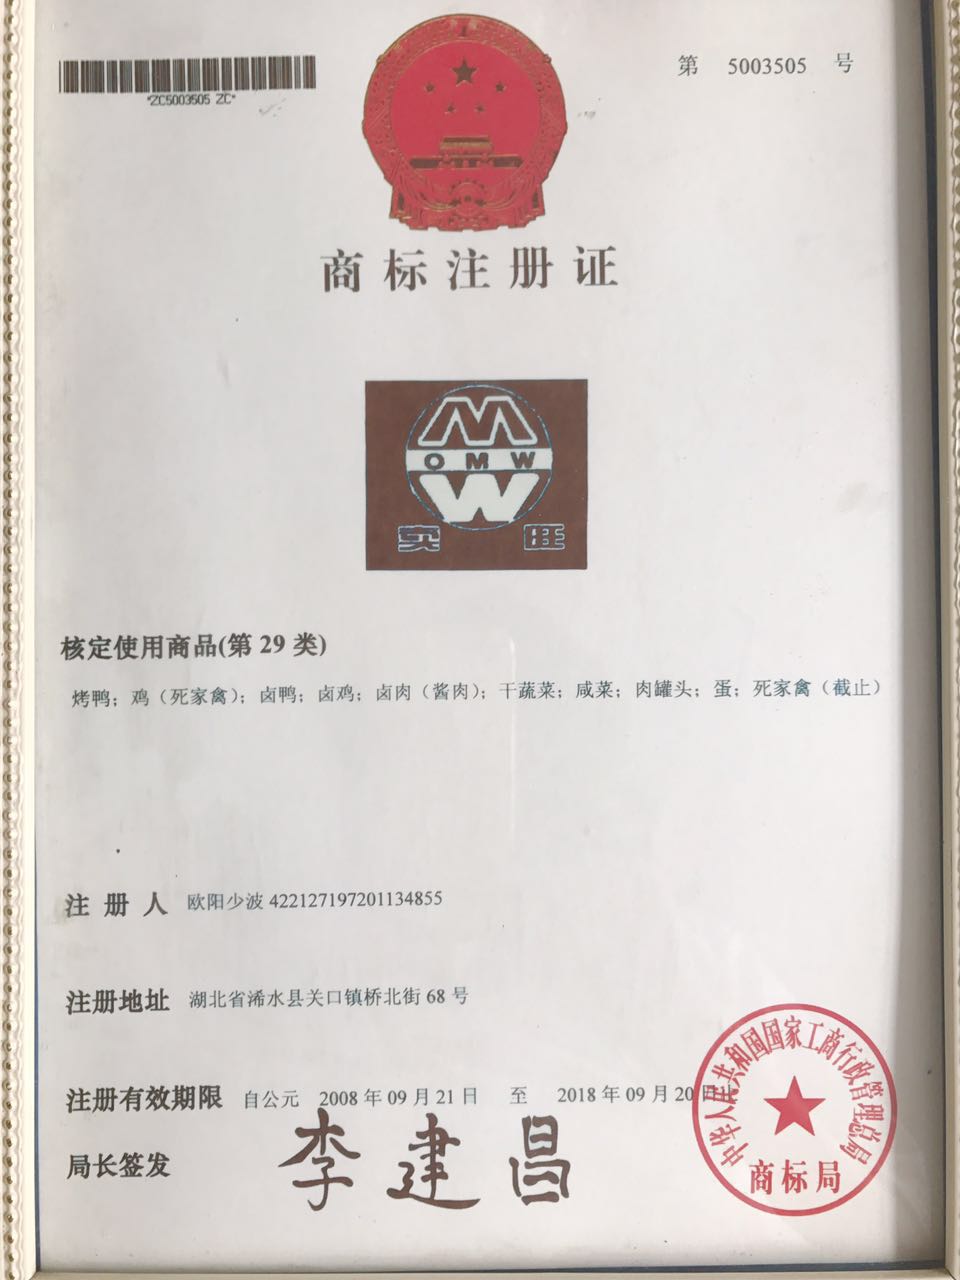 第 5003505 号
*ZC5003505 ZC*
商标注册证
M
OMW
W
实 旺
核定使用商品(第 29 类)
烤鸭；鸡（死家禽）；卤鸭；卤鸡；卤肉（酱肉）；干蔬菜；咸菜；肉罐头；蛋；死家禽（截止）
注 册 人 欧阳少波 422127197201134855
注册地址 湖北省浠水县关口镇桥北街 68 号
注册有效期限 自公元 2008 年 09 月 21 日 至 2018 年 09 月 20 日止
局长签发 李建昌
中华人民共和国国家工商行政管理总局
商标局